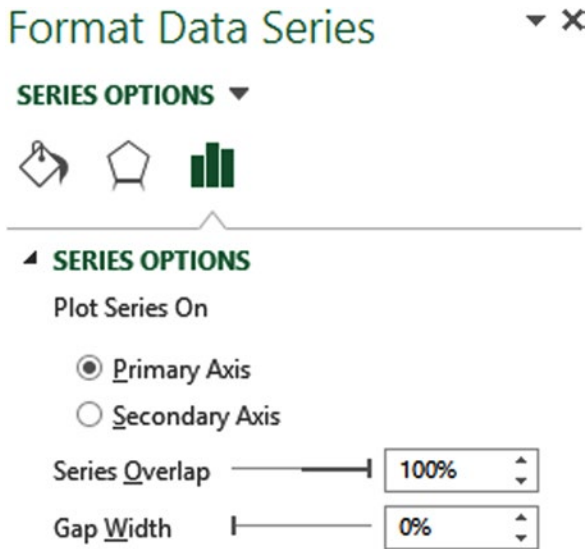 Format Data Series
SERIES OPTIONS
SERIES OPTIONS
Plot Series On
Primary Axis
Secondary Axis
Series Overlap 100%
Gap Width 0%